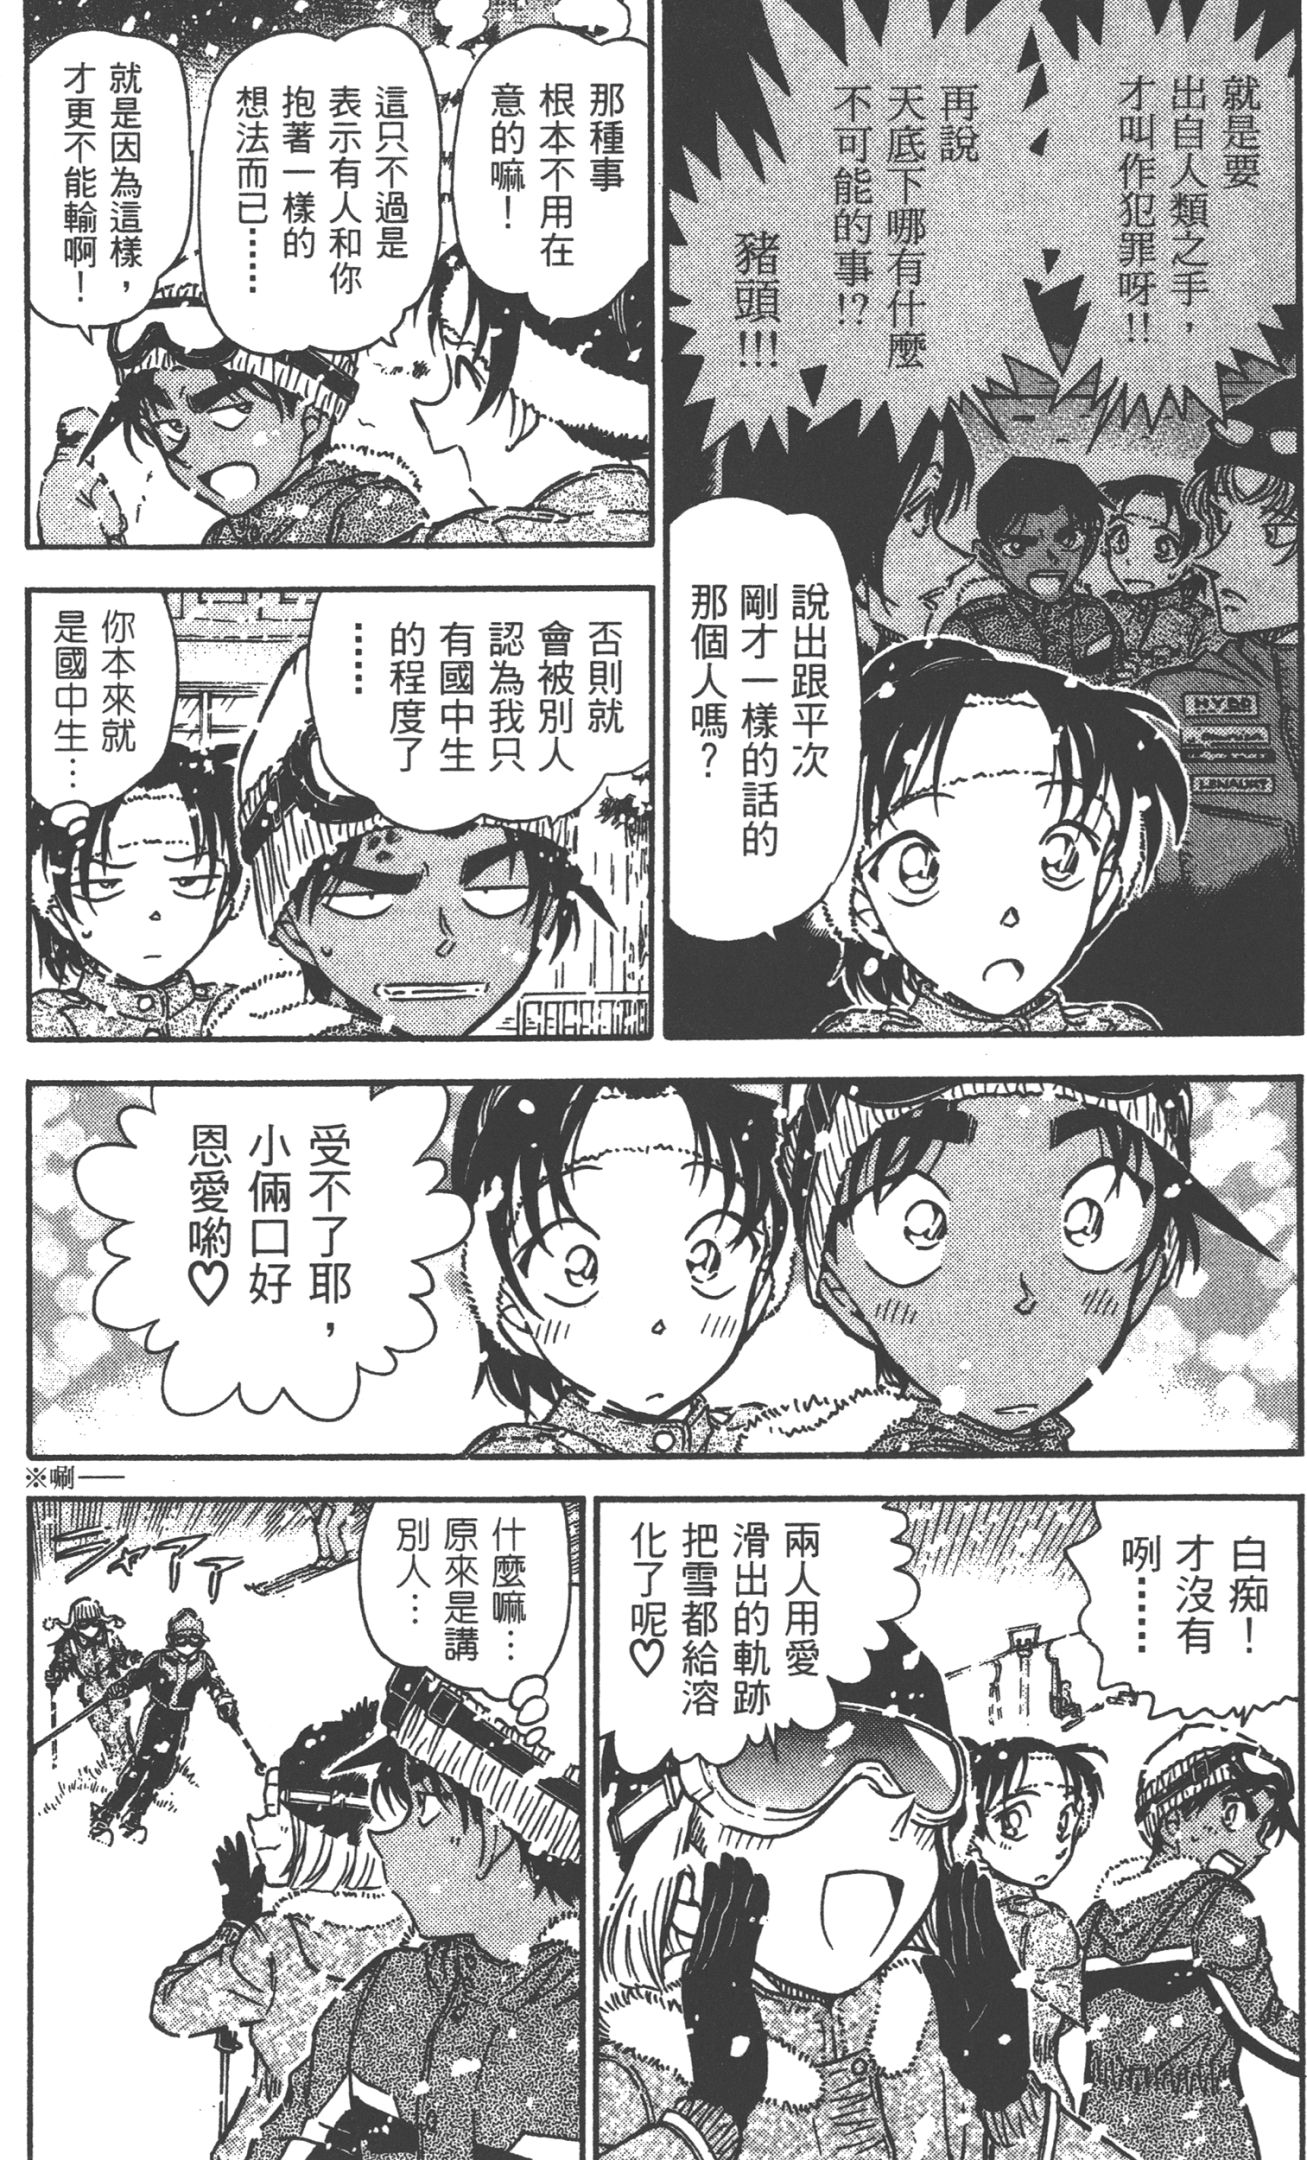 就是要
出自人類之手，
才叫作犯罪呀!!
再說
天底下哪有什麼
不可能的事!?
豬頭!!!
HYBB
LENAURT
說出跟平次
剛才一樣的話的
那個人嗎？
那種事
根本不用在
意的嘛！
這只不過是
表示有人和你
抱著一樣的
想法而已……
就是因為這樣，
才更不能輸啊！
否則就
會被別人
認為我只
有國中生
的程度了
……
你本來就
是國中生…
受不了耶，
小倆口好
恩愛喲♡
白痴！
才沒有
咧……
兩人用愛
滑出的軌跡
把雪都給溶
化了呢♡
什麼嘛…
原來是講
別人…
※唰——
シャアァ